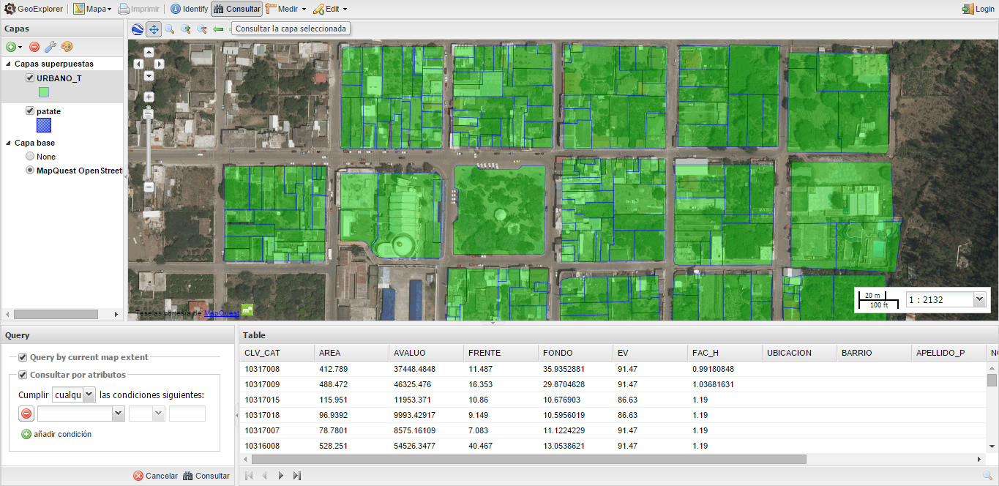 GeoExplorer Mapa Imprimir Identify Consultar Medir Edit Login
Capas
Consultar la capa seleccionada
Capas superpuestas
URBANO_T
patate
Capa base
None
MapQuest OpenStreet
Teselas cortesía de MapQuest
20 m
100 ft
1 : 2132
Query
Query by current map extent
Consultar por atributos
Cumplir cualqu las condiciones siguientes:
añadir condición
Cancelar Consultar
Table
CLV_CAT AREA AVALUO FRENTE FONDO EV FAC_H UBICACION BARRIO APELLIDO_P NO
10317008 412.789 37448.4848 11.487 35.9352881 91.47 0.99180848
10317009 488.472 46325.476 16.353 29.8704628 91.47 1.03681631
10317015 115.951 11953.371 10.86 10.676903 86.63 1.19
10317018 96.9392 9993.42917 9.149 10.5956019 86.63 1.19
10317007 78.7801 8575.16109 7.083 11.1224229 91.47 1.19
10316008 528.251 54526.3477 40.467 13.0538621 91.47 1.19